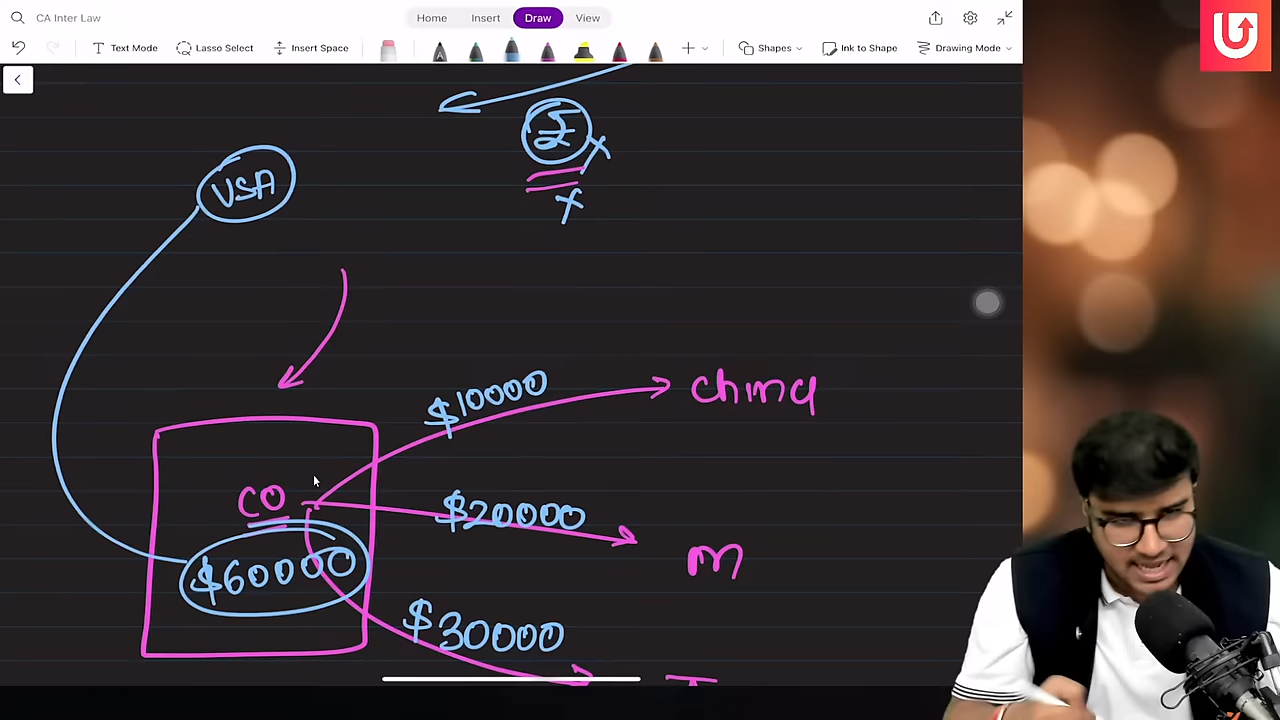 CA Inter Law
Home Insert Draw View
Text Mode Lasso Select Insert Space Shapes Ink to Shape Drawing Mode
USA
$10000
china
CO
$20000
m
$60000
$30000